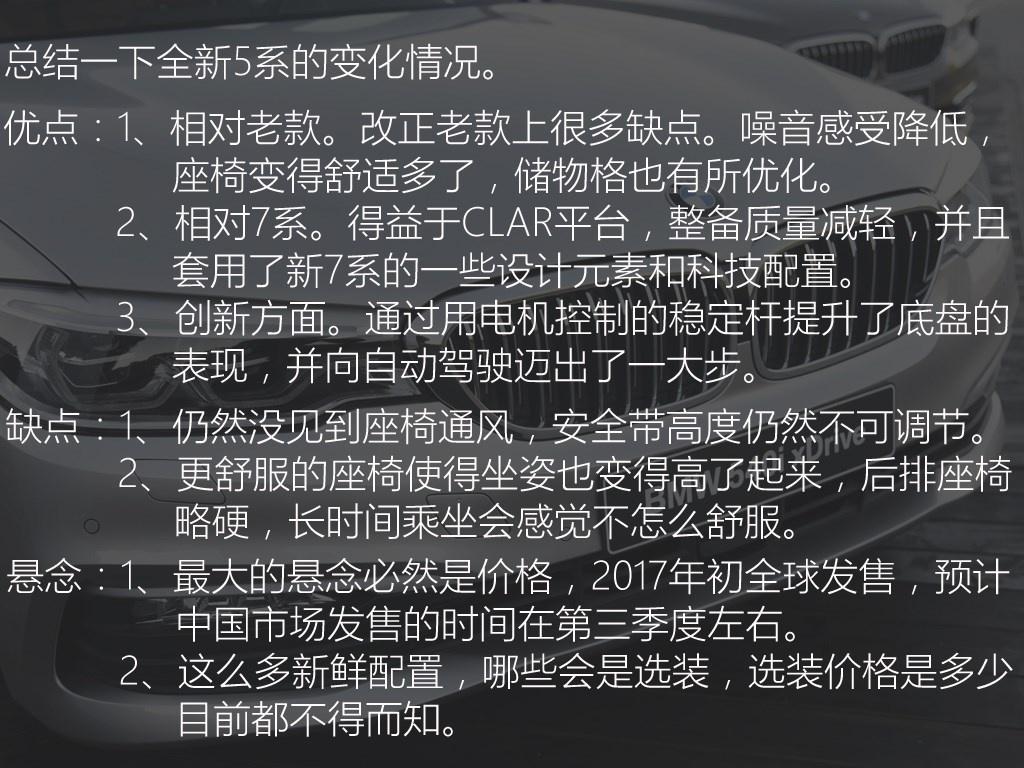 总结一下全新5系的变化情况。
优点：1、相对老款。改正老款上很多缺点。噪音感受降低，
座椅变得舒适多了，储物格也有所优化。
2、相对7系。得益于CLAR平台，整备质量减轻，并且
套用了新7系的一些设计元素和科技配置。
3、创新方面。通过用电机控制的稳定杆提升了底盘的
表现，并向自动驾驶迈出了一大步。
缺点：1、仍然没见到座椅通风，安全带高度仍然不可调节。
2、更舒服的座椅使得坐姿也变得高了起来，后排座椅
略硬，长时间乘坐会感觉不怎么舒服。
BMW 540i xDrive
悬念：1、最大的悬念必然是价格，2017年初全球发售，预计
中国市场发售的时间在第三季度左右。
2、这么多新鲜配置，哪些会是选装，选装价格是多少
目前都不得而知。